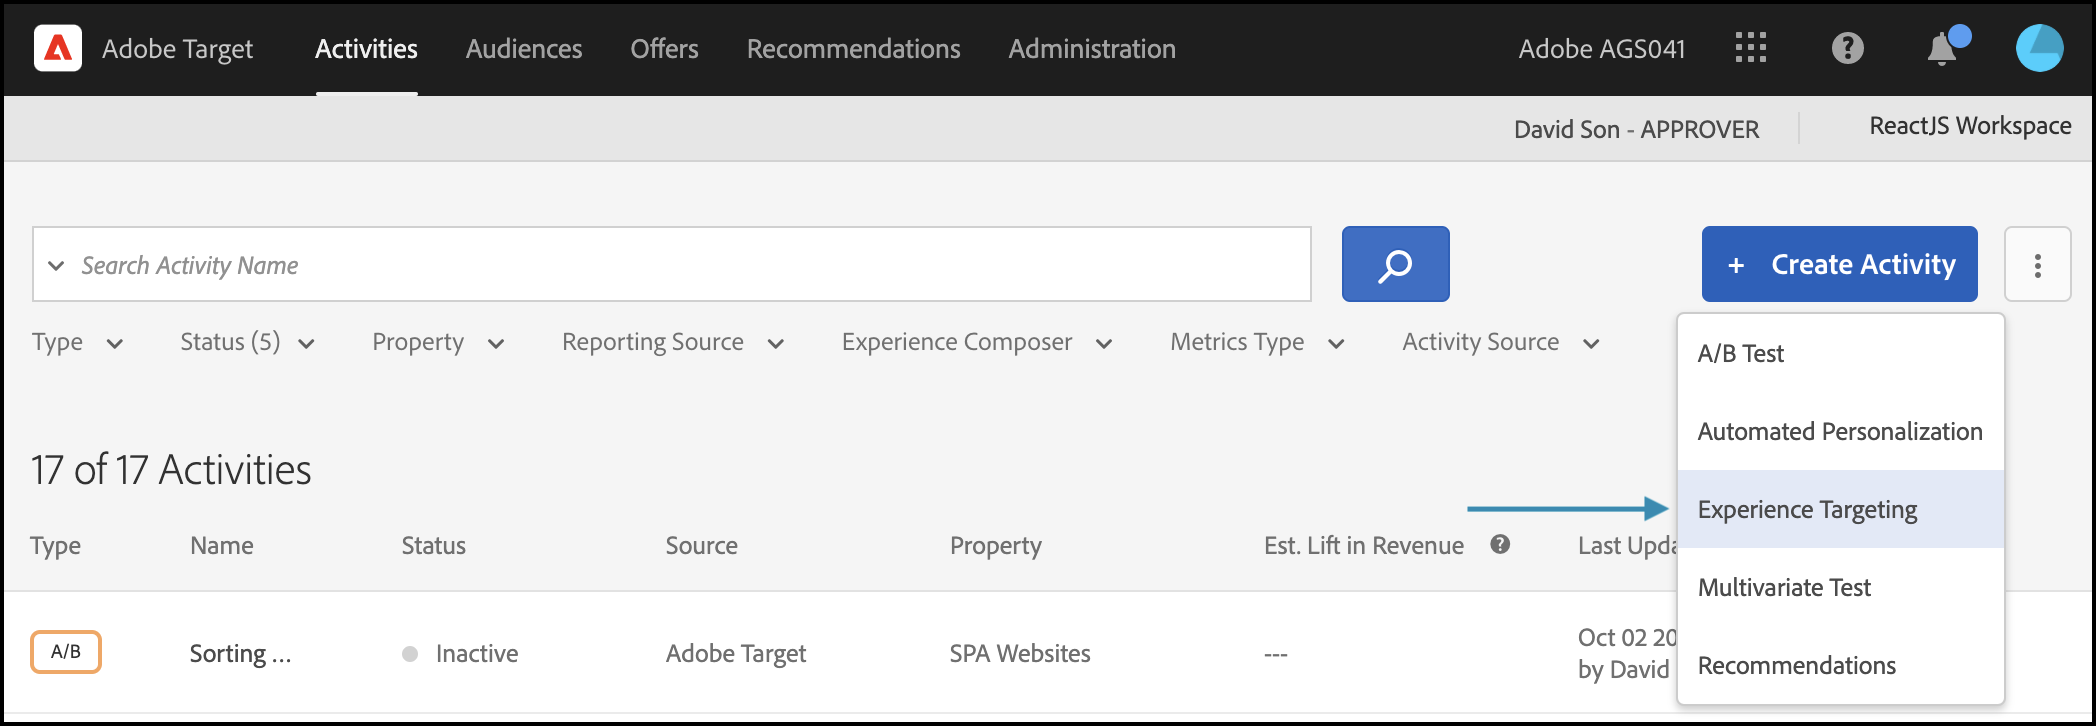 Adobe Target Activities Audiences Offers Recommendations Administration Adobe AGS041
David Son - APPROVER ReactJS Workspace
Search Activity Name + Create Activity
Type Status (5) Property Reporting Source Experience Composer Metrics Type Activity Source
A/B Test
Automated Personalization
Experience Targeting
Multivariate Test
Recommendations
17 of 17 Activities
Type Name Status Source Property Est. Lift in Revenue Last Upda
A/B Sorting ... Inactive Adobe Target SPA Websites --- Oct 02 20
by David